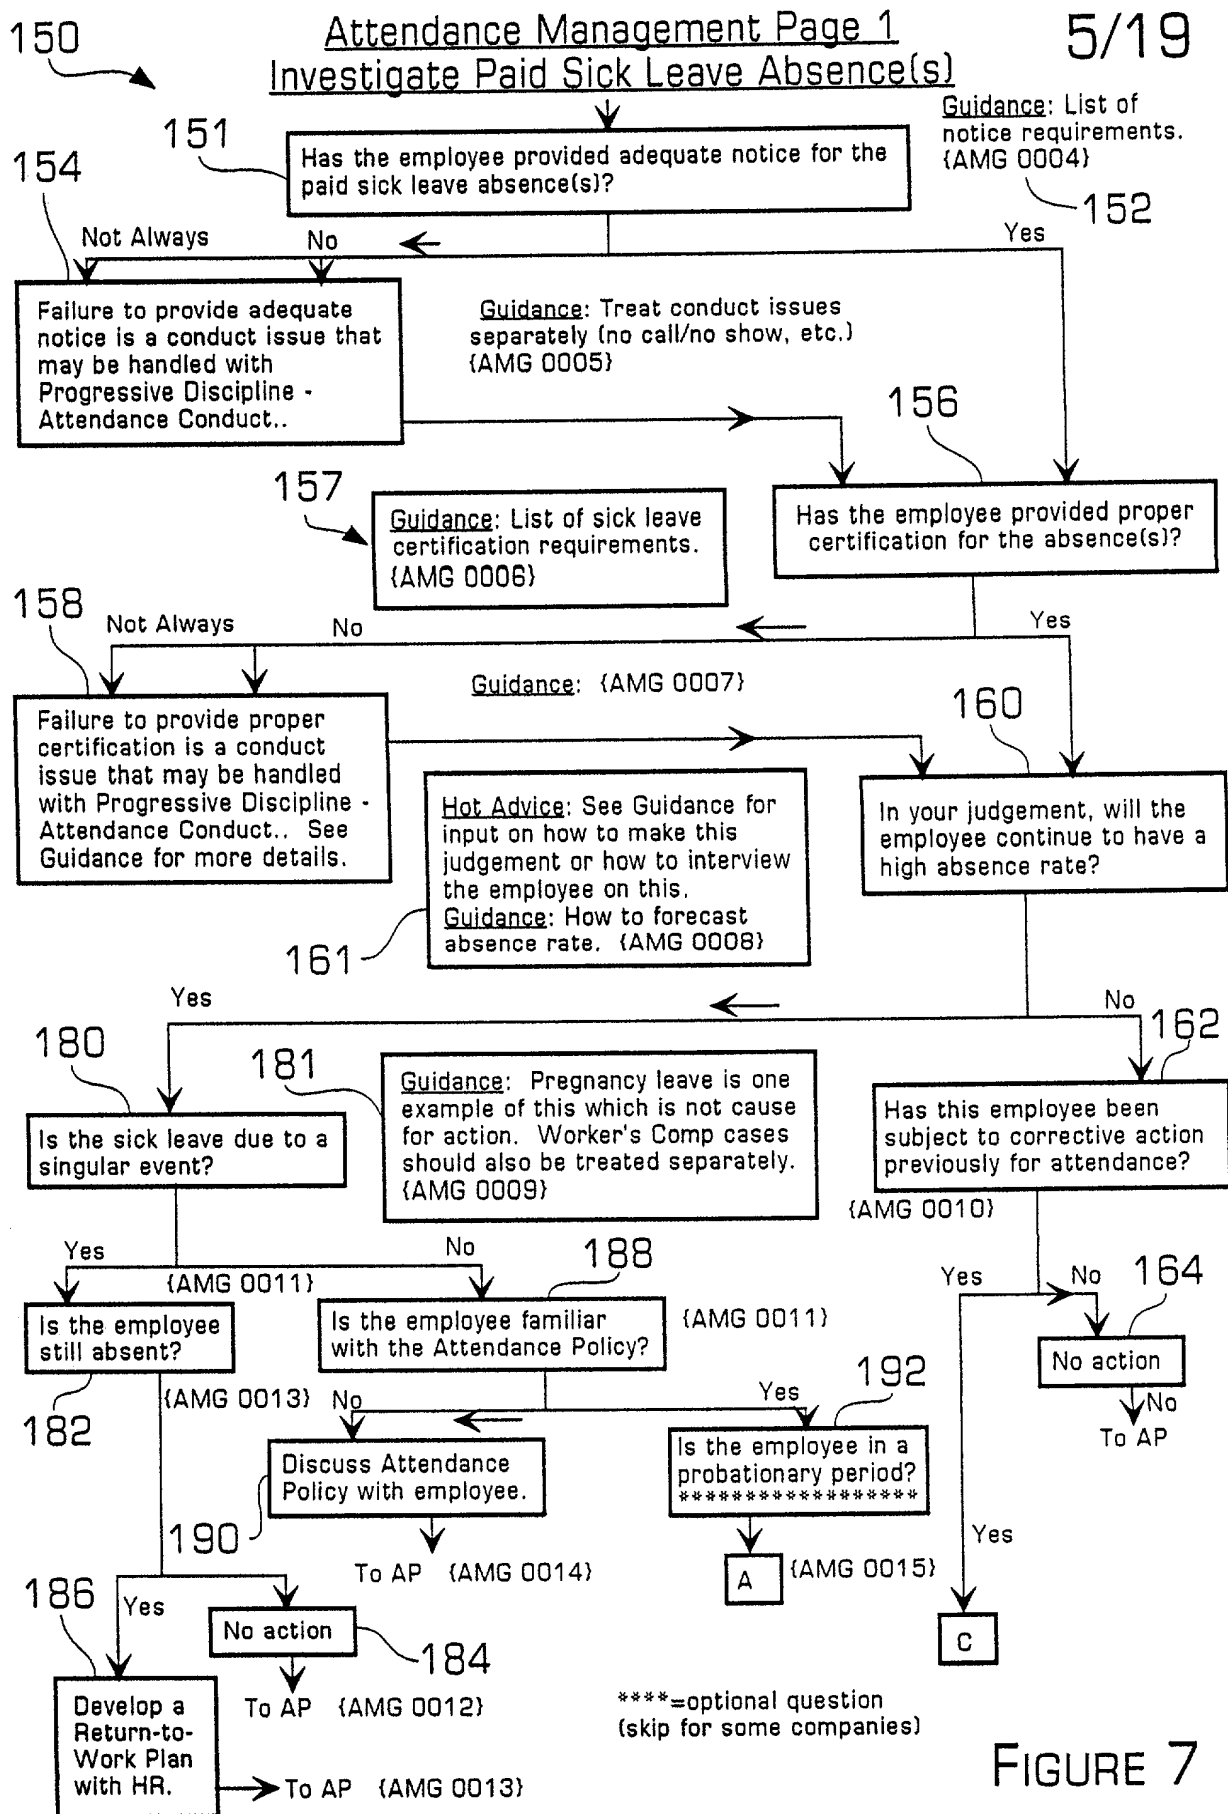 150
Attendance Management Page 1
Investigate Paid Sick Leave Absence(s)
5/19
151
Has the employee provided adequate notice for the
paid sick leave absence(s)?
Guidance: List of
notice requirements.
{AMG 0004}
152
154
Not Always
No
Yes
Failure to provide adequate
notice is a conduct issue that
may be handled with
Progressive Discipline -
Attendance Conduct..
Guidance: Treat conduct issues
separately (no call/no show, etc.)
{AMG 0005}
156
Has the employee provided proper
certification for the absence(s)?
157
Guidance: List of sick leave
certification requirements.
{AMG 0006}
158
Not Always
No
Yes
Guidance: {AMG 0007}
Failure to provide proper
certification is a conduct
issue that may be handled
with Progressive Discipline -
Attendance Conduct.. See
Guidance for more details.
160
In your judgement, will the
employee continue to have a
high absence rate?
Hot Advice: See Guidance for
input on how to make this
judgement or how to interview
the employee on this.
Guidance: How to forecast
absence rate. {AMG 0008}
161
Yes
No
180
Is the sick leave due to a
singular event?
181
Guidance: Pregnancy leave is one
example of this which is not cause
for action. Worker's Comp cases
should also be treated separately.
{AMG 0009}
162
Has this employee been
subject to corrective action
previously for attendance?
{AMG 0010}
Yes
No
{AMG 0011}
188
Is the employee
still absent?
182
{AMG 0013}
Is the employee familiar
with the Attendance Policy?
{AMG 0011}
Yes
No
164
No action
No
To AP
No
Yes
192
Discuss Attendance
Policy with employee.
190
To AP {AMG 0014}
Is the employee in a
probationary period?
******************
A
{AMG 0015}
Yes
C
186
Yes
No action
184
To AP {AMG 0012}
Develop a
Return-to-
Work Plan
with HR.
To AP {AMG 0013}
****=optional question
(skip for some companies)
FIGURE 7